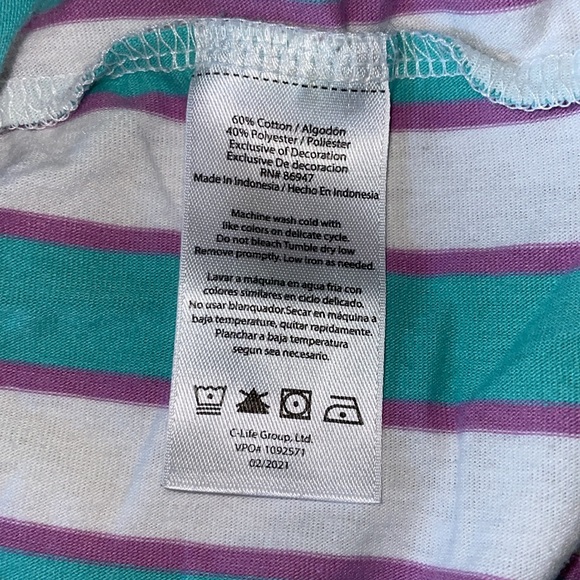 60% Cotton / Algodón
40% Polyester / Poliéster
Exclusive of Decoration
Exclusive De decoracion
RN# 86947
Made In Indonesia / Hecho En Indonesia
Machine wash cold with
like colors on delicate cycle.
Do not bleach Tumble dry low
Remove promptly. Low iron as needed.
Lavar a máquina en agua fría con
colores similares en ciclo delicado.
No usar blanquador.Secar en máquina a
baja temperature, quitar rapidamente.
Planchar a baja temperatura
segun sea necesario.
C-Life Group, Ltd.
VPO# 1092571
02/2021